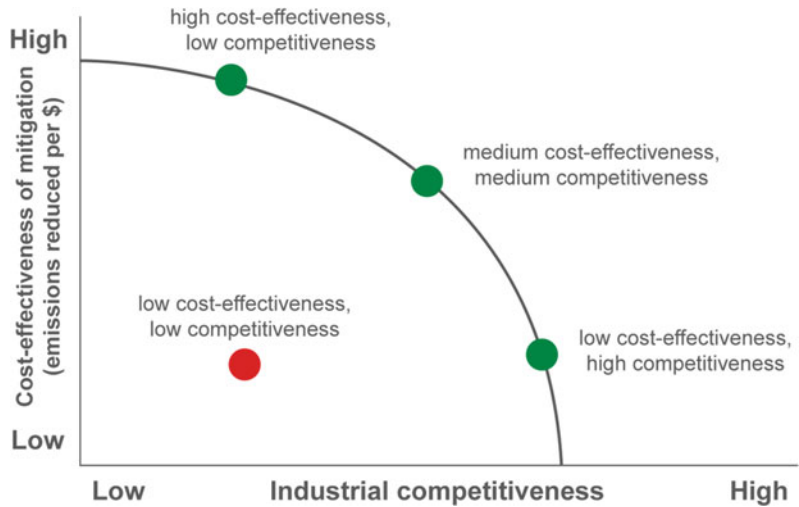 high cost-effectiveness,
low competitiveness
High
Cost-effectiveness of mitigation
(emissions reduced per $)
medium cost-effectiveness,
medium competitiveness
low cost-effectiveness,
low competitiveness
low cost-effectiveness,
high competitiveness
Low
Low Industrial competitiveness High